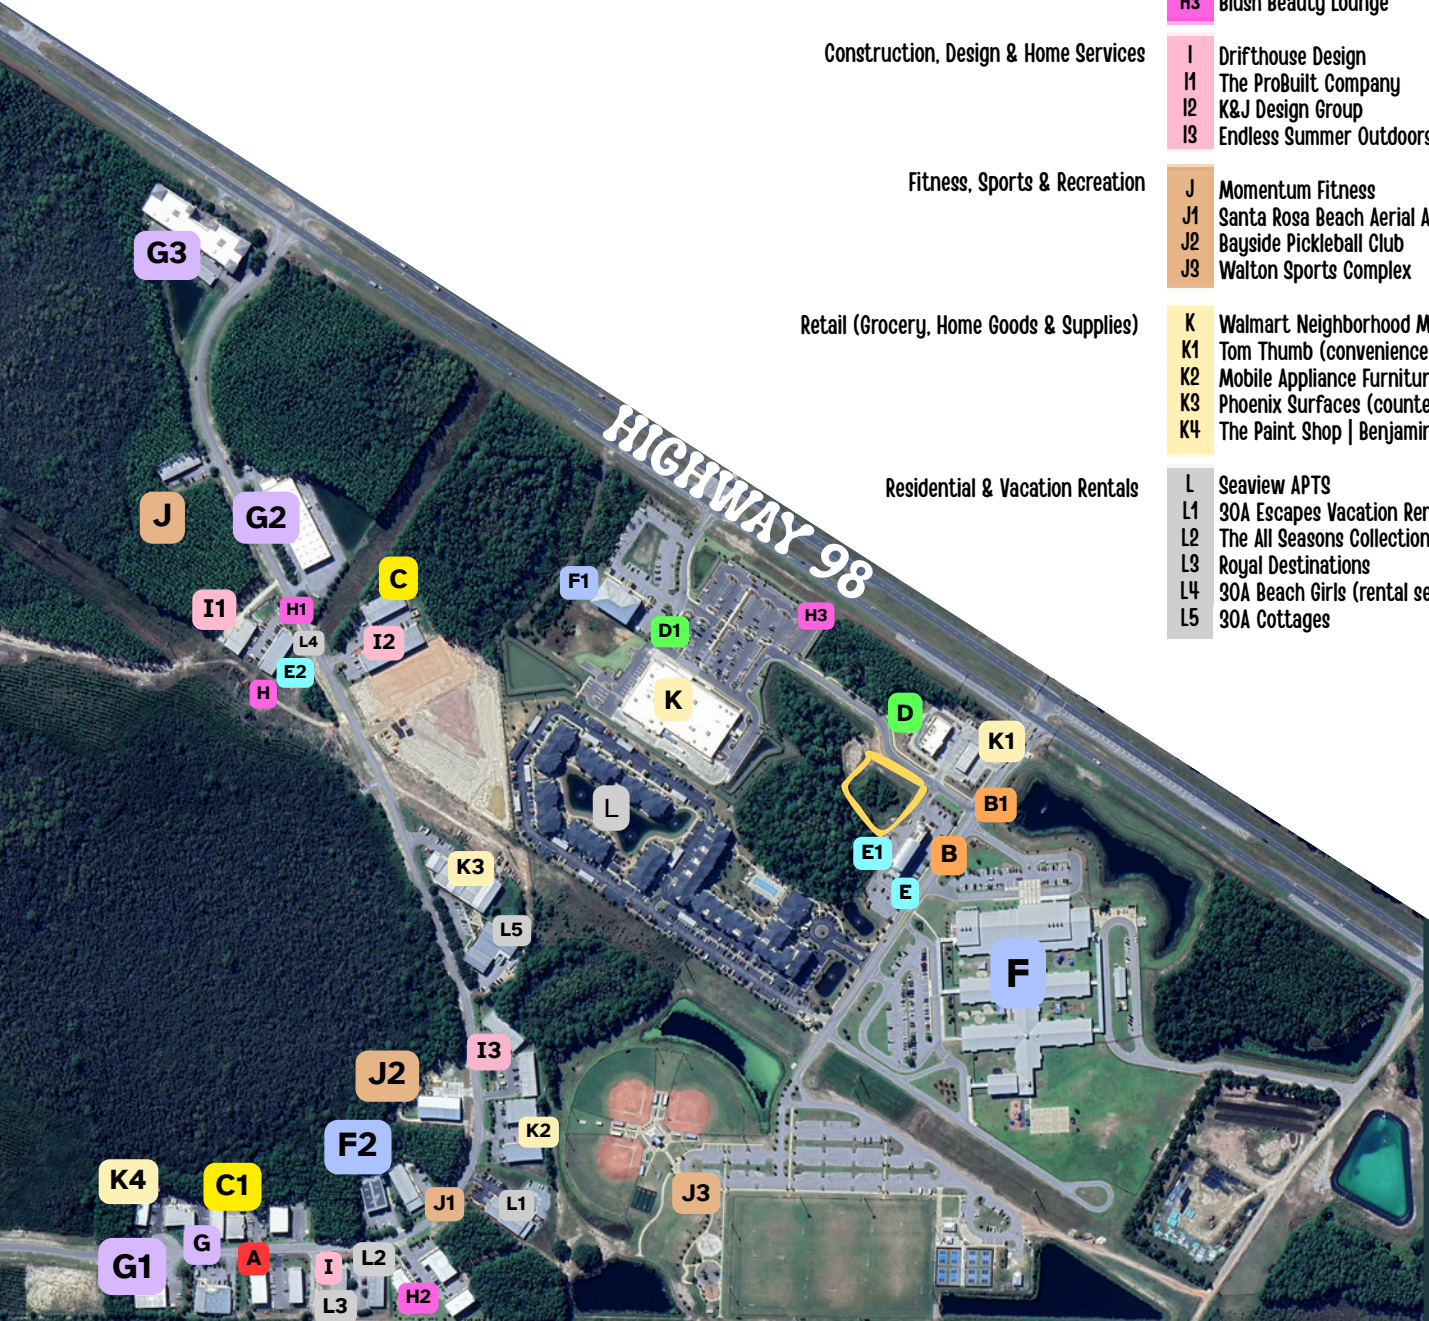 H3 Blush Beauty Lounge
Construction, Design & Home Services
I Drifthouse Design
I1 The ProBuilt Company
I2 K&J Design Group
I3 Endless Summer Outdoors
Fitness, Sports & Recreation
J Momentum Fitness
J1 Santa Rosa Beach Aerial A
J2 Bayside Pickleball Club
J3 Walton Sports Complex
Retail (Grocery, Home Goods & Supplies)
K Walmart Neighborhood M
K1 Tom Thumb (convenience
K2 Mobile Appliance Furnitur
K3 Phoenix Surfaces (counte
K4 The Paint Shop | Benjamin
Residential & Vacation Rentals
L Seaview APTS
L1 30A Escapes Vacation Ren
L2 The All Seasons Collection
L3 Royal Destinations
L4 30A Beach Girls (rental se
L5 30A Cottages
HIGHWAY 98
G3
J
G2
C
F1
I1
H1
H3
D1
I2
L4
E2
H
K
D
K1
L
B1
E1
B
K3
E
L5
F
I3
J2
K2
F2
K4
C1
J1
L1
J3
G
A
G1
I
L2
H2
L3